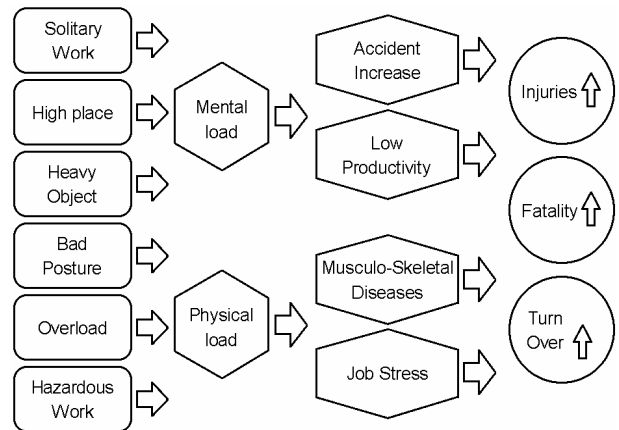 Solitary
Work
High place
Heavy
Object
Bad
Posture
Overload
Hazardous
Work
Mental
load
Physical
load
Accident
Increase
Low
Productivity
Musculo-Skeletal
Diseases
Job Stress
Injuries
Fatality
Turn
Over